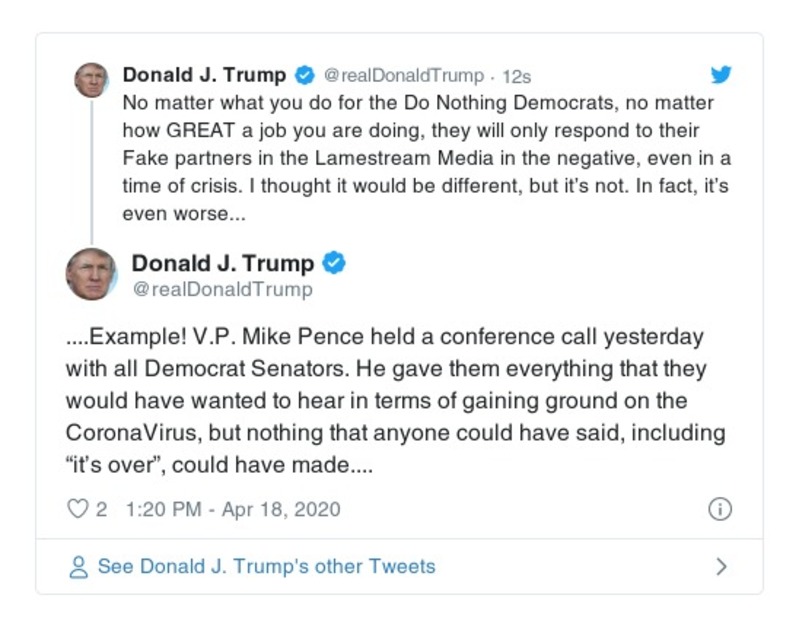 Donald J. Trump @realDonaldTrump · 12s
No matter what you do for the Do Nothing Democrats, no matter
how GREAT a job you are doing, they will only respond to their
Fake partners in the Lamestream Media in the negative, even in a
time of crisis. I thought it would be different, but it’s not. In fact, it’s
even worse...
Donald J. Trump
@realDonaldTrump
....Example! V.P. Mike Pence held a conference call yesterday
with all Democrat Senators. He gave them everything that they
would have wanted to hear in terms of gaining ground on the
CoronaVirus, but nothing that anyone could have said, including
“it’s over”, could have made....
2 1:20 PM - Apr 18, 2020
See Donald J. Trump's other Tweets